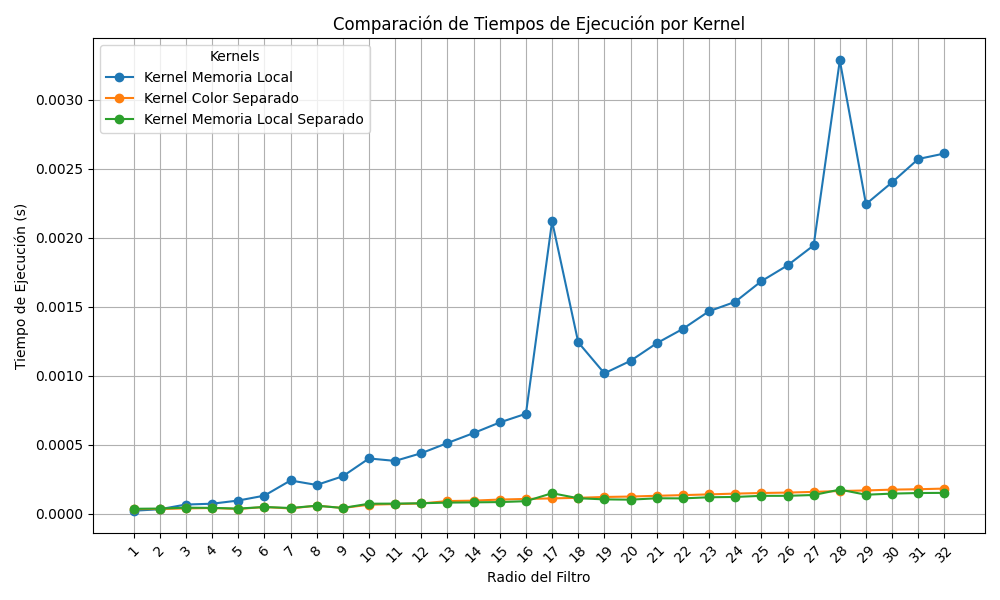 Comparación de Tiempos de Ejecución por Kernel
Kernels
Kernel Memoria Local
Kernel Color Separado
Kernel Memoria Local Separado
Tiempo de Ejecución (s)
0.0030
0.0025
0.0020
0.0015
0.0010
0.0005
0.0000
1 2 3 4 5 6 7 8 9 10 11 12 13 14 15 16 17 18 19 20 21 22 23 24 25 26 27 28 29 30 31 32
Radio del Filtro